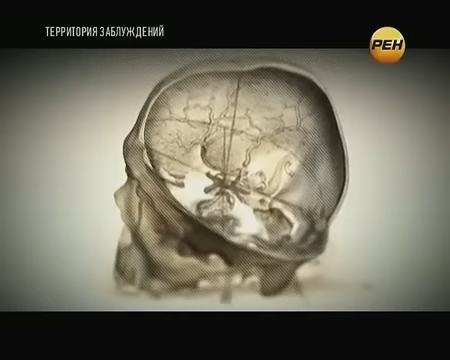 ТЕРРИТОРИЯ ЗАБЛУЖДЕНИЙ
РЕН